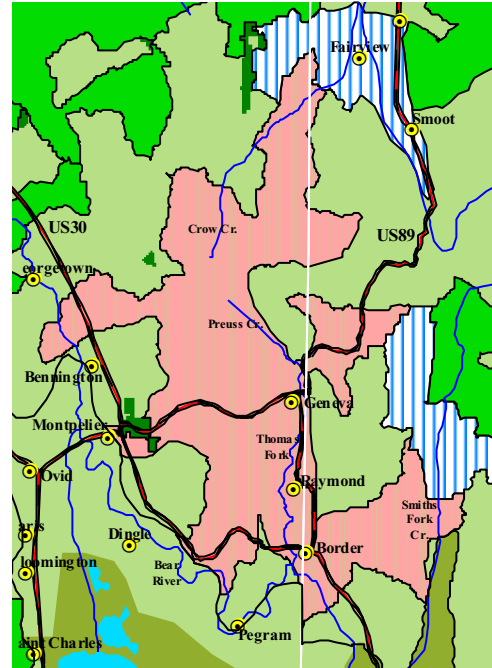 Fairview
Smoot
US30
Crow Cr.
US89
eorgetown
Preuss Cr.
Bennington
Geneva
Montpelier
Thomas
Fork
Ovid
Raymond
Smiths
Fork
Cr.
aris
Dingle
Border
loomington
Bear
River
Pegram
aint Charles